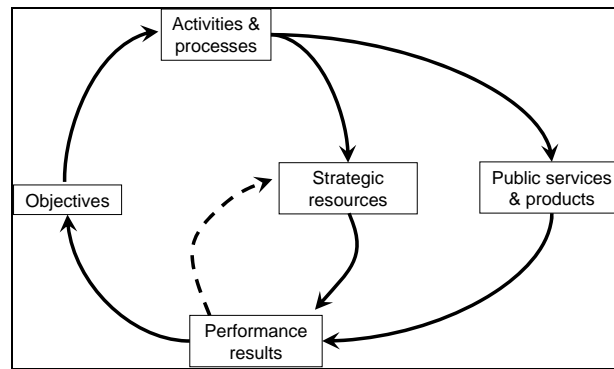 Activities &
processes
Strategic
resources
Public services
& products
Objectives
Performance
results